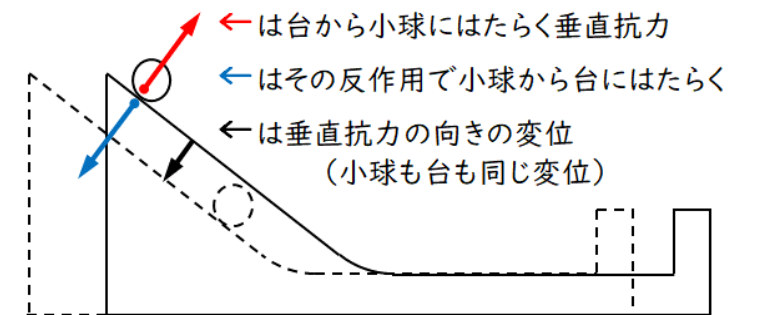 ←は台から小球にはたらく垂直抗力
←はその反作用で小球から台にはたらく
←は垂直抗力の向きの変位
（小球も台も同じ変位）